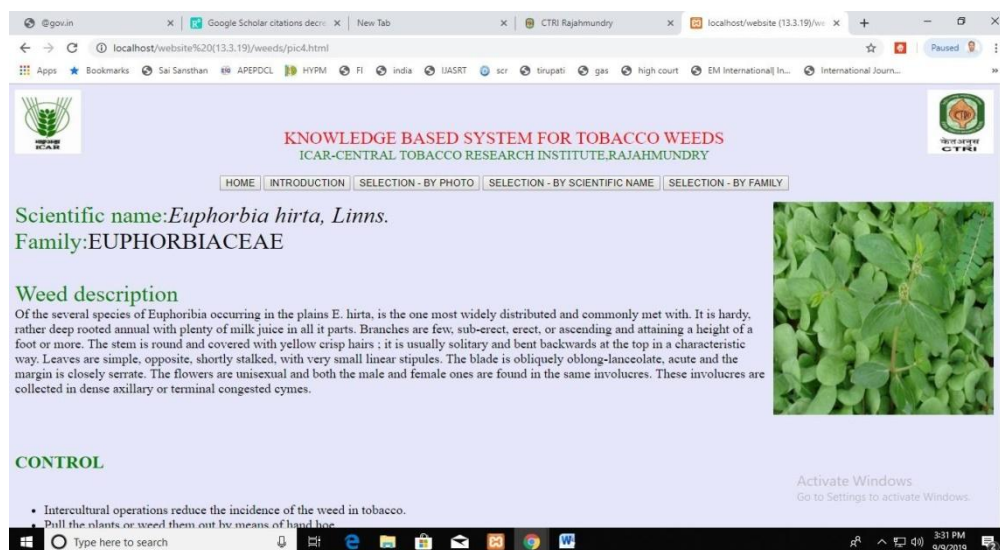 @gov.in
Google Scholar citations decre
New Tab
CTRI Rajahmundry
localhost/website (13.3.19)/we
localhost/website%20(13.3.19)/weeds/pic4.html
Paused
Apps Bookmarks Sai Sansthan APEPDCL HYPM FI india IJASRT scr tirupati gas high court EM International| In... International Journ...
ICAR
CTRI
KNOWLEDGE BASED SYSTEM FOR TOBACCO WEEDS
ICAR-CENTRAL TOBACCO RESEARCH INSTITUTE,RAJAHMUNDRY
HOME INTRODUCTION SELECTION - BY PHOTO SELECTION - BY SCIENTIFIC NAME SELECTION - BY FAMILY
Scientific name:Euphorbia hirta, Linns.
Family:EUPHORBIACEAE
Weed description
Of the several species of Euphoribia occurring in the plains E. hirta, is the one most widely distributed and commonly met with. It is hardy,
rather deep rooted annual with plenty of milk juice in all it parts. Branches are few, sub-erect, erect, or ascending and attaining a height of a
foot or more. The stem is round and covered with yellow crisp hairs ; it is usually solitary and bent backwards at the top in a characteristic
way. Leaves are simple, opposite, shortly stalked, with very small linear stipules. The blade is obliquely oblong-lanceolate, acute and the
margin is closely serrate. The flowers are unisexual and both the male and female ones are found in the same involucres. These involucres are
collected in dense axillary or terminal congested cymes.
CONTROL
• Intercultural operations reduce the incidence of the weed in tobacco.
• Pull the plants or weed them out by means of hand hoe
Activate Windows
Go to Settings to activate Windows.
Type here to search
3:31 PM
9/9/2019